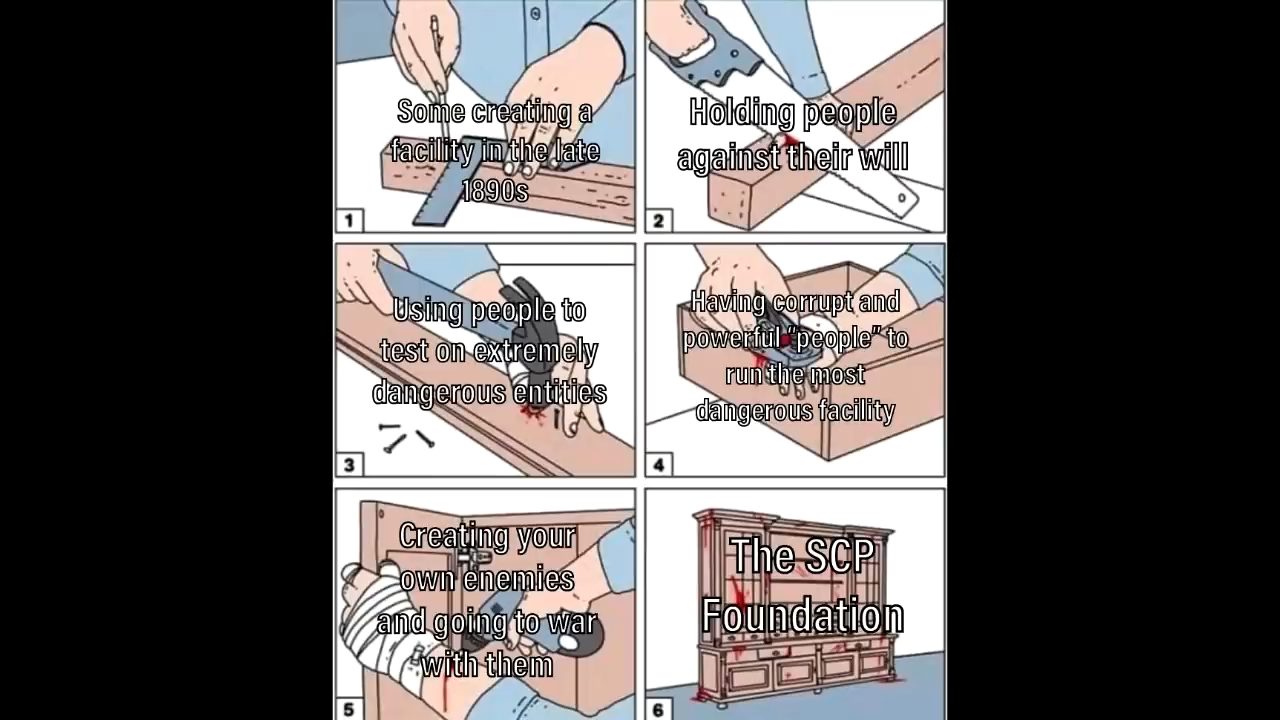 Some creating a
facility in the late
1890s
1
Holding people
against their will
2
Using people to
test on extremely
dangerous entities
3
Having corrupt and
powerful “people” to
run the most
dangerous facility
4
Creating your
own enemies
and going to war
with them
5
The SCP
Foundation
6